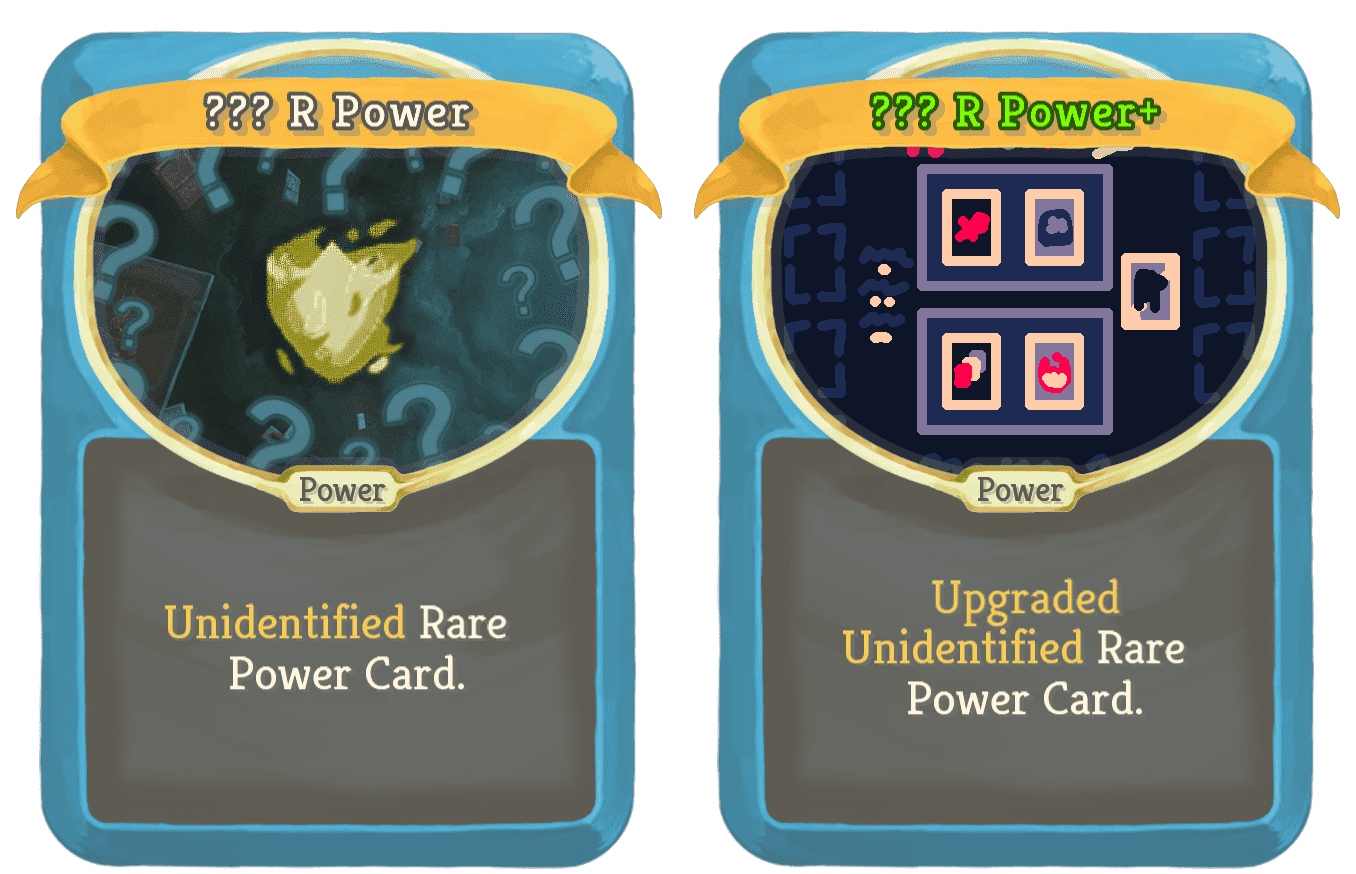 ??? R Power
Power
Unidentified Rare
Power Card.
??? R Power+
Power
Upgraded
Unidentified Rare
Power Card.